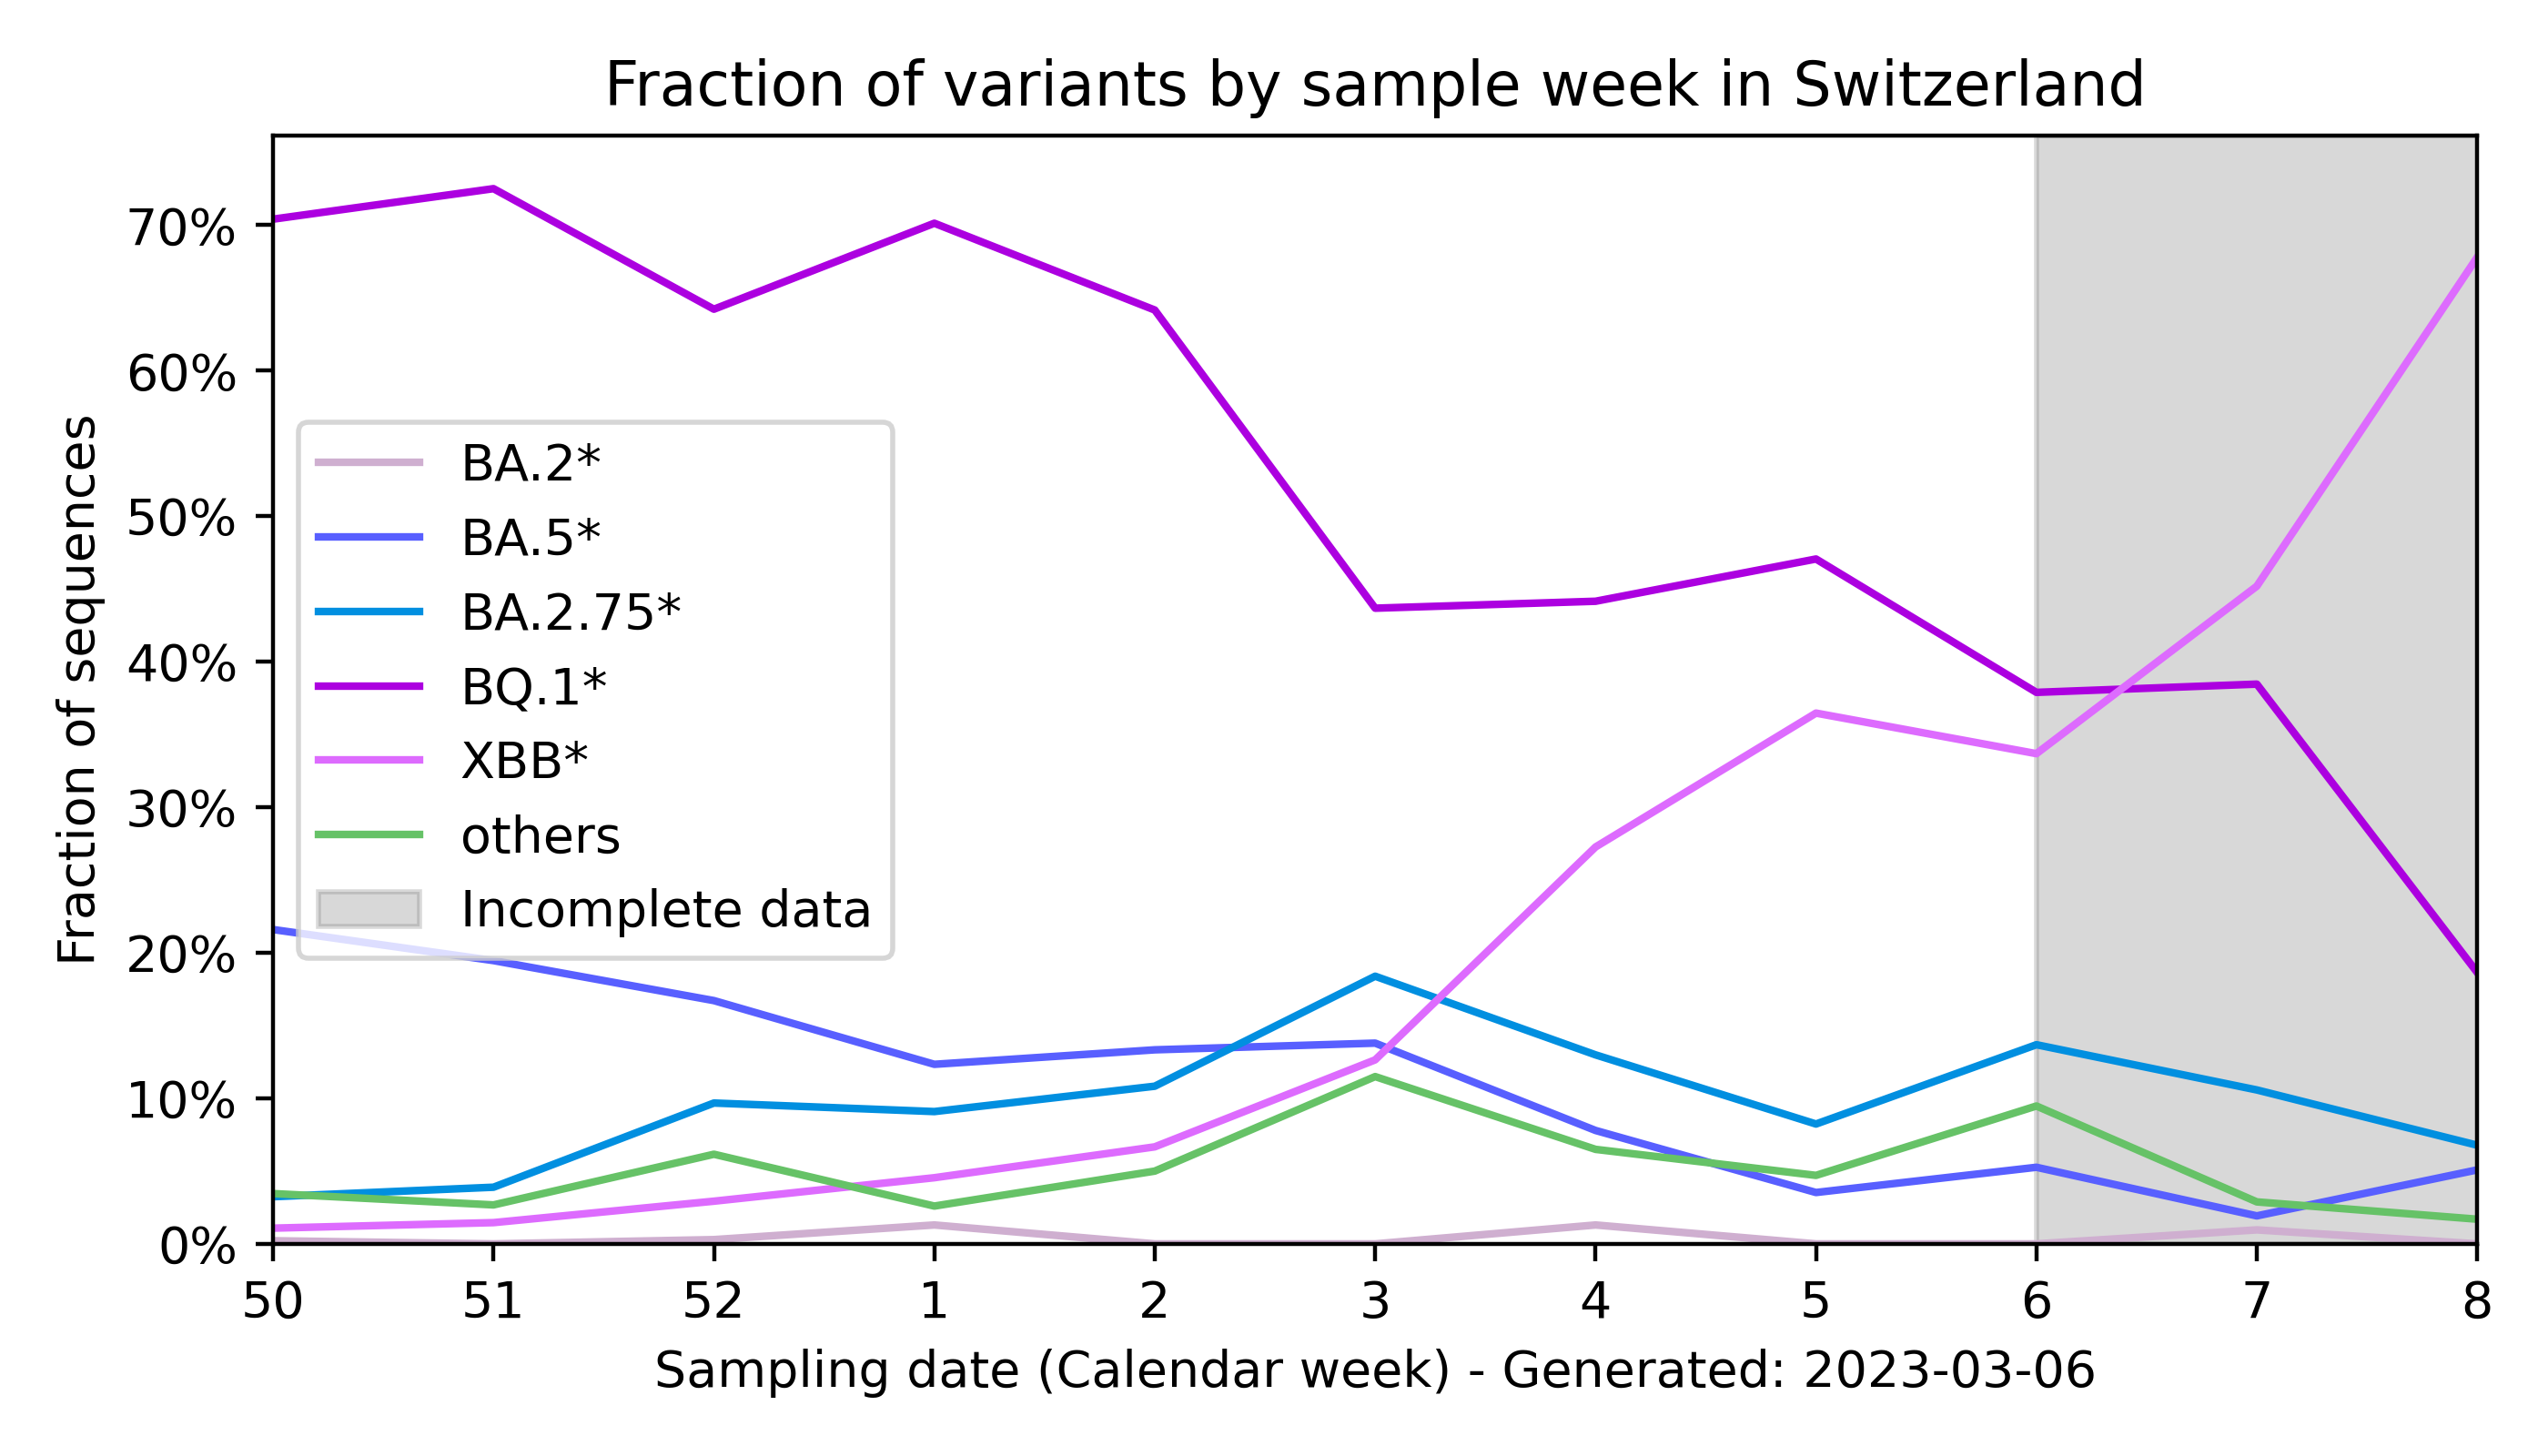 Fraction of variants by sample week in Switzerland
Fraction of sequences
70%
60%
50%
40%
30%
20%
10%
0%
BA.2*
BA.5*
BA.2.75*
BQ.1*
XBB*
others
Incomplete data
50 51 52 1 2 3 4 5 6 7 8
Sampling date (Calendar week) - Generated: 2023-03-06